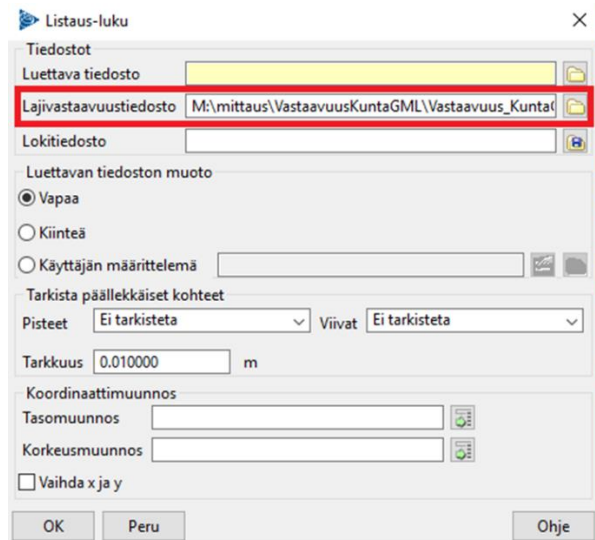 Listaus-luku
Tiedostot
Luettava tiedosto
Lajivastaavuustiedosto M:\mittaus\VastaavuusKuntaGML\Vastaavuus_Kunta(
Lokitiedosto
Luettavan tiedoston muoto
Vapaa
Kiinteä
Käyttäjän määrittelemä
Tarkista päällekkäiset kohteet
Pisteet Ei tarkisteta Viivat Ei tarkisteta
Tarkkuus 0.010000 m
Koordinaattimuunnos
Tasomuunnos
Korkeusmuunnos
Vaihda x ja y
OK Peru Ohje